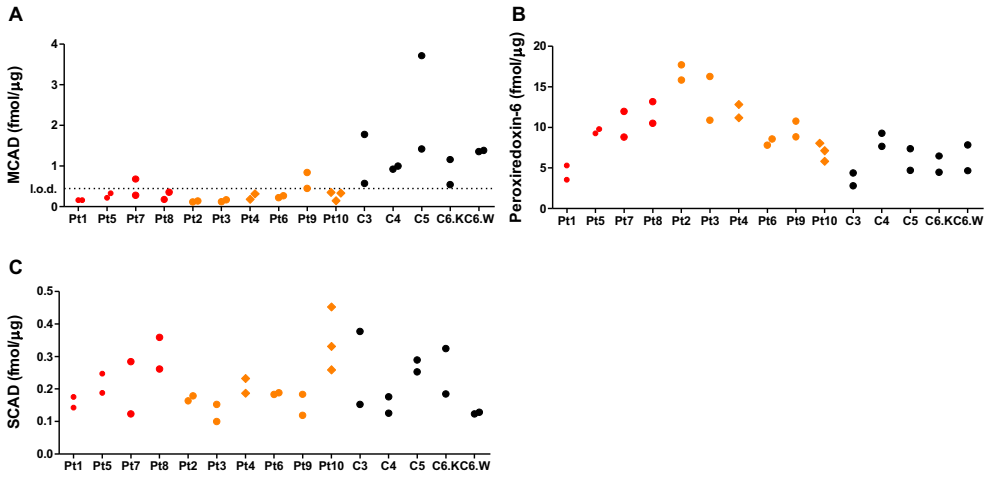 A
MCAD (fmol/µg)
4
3
2
1
l.o.d.
0
Pt1 Pt5 Pt7 Pt8 Pt2 Pt3 Pt4 Pt6 Pt9 Pt10 C3 C4 C5 C6.KC6.W
B
Peroxiredoxin-6 (fmol/µg)
20
15
10
5
0
Pt1 Pt5 Pt7 Pt8 Pt2 Pt3 Pt4 Pt6 Pt9 Pt10 C3 C4 C5 C6.KC6.W
C
SCAD (fmol/µg)
0.5
0.4
0.3
0.2
0.1
0.0
Pt1 Pt5 Pt7 Pt8 Pt2 Pt3 Pt4 Pt6 Pt9 Pt10 C3 C4 C5 C6.KC6.W